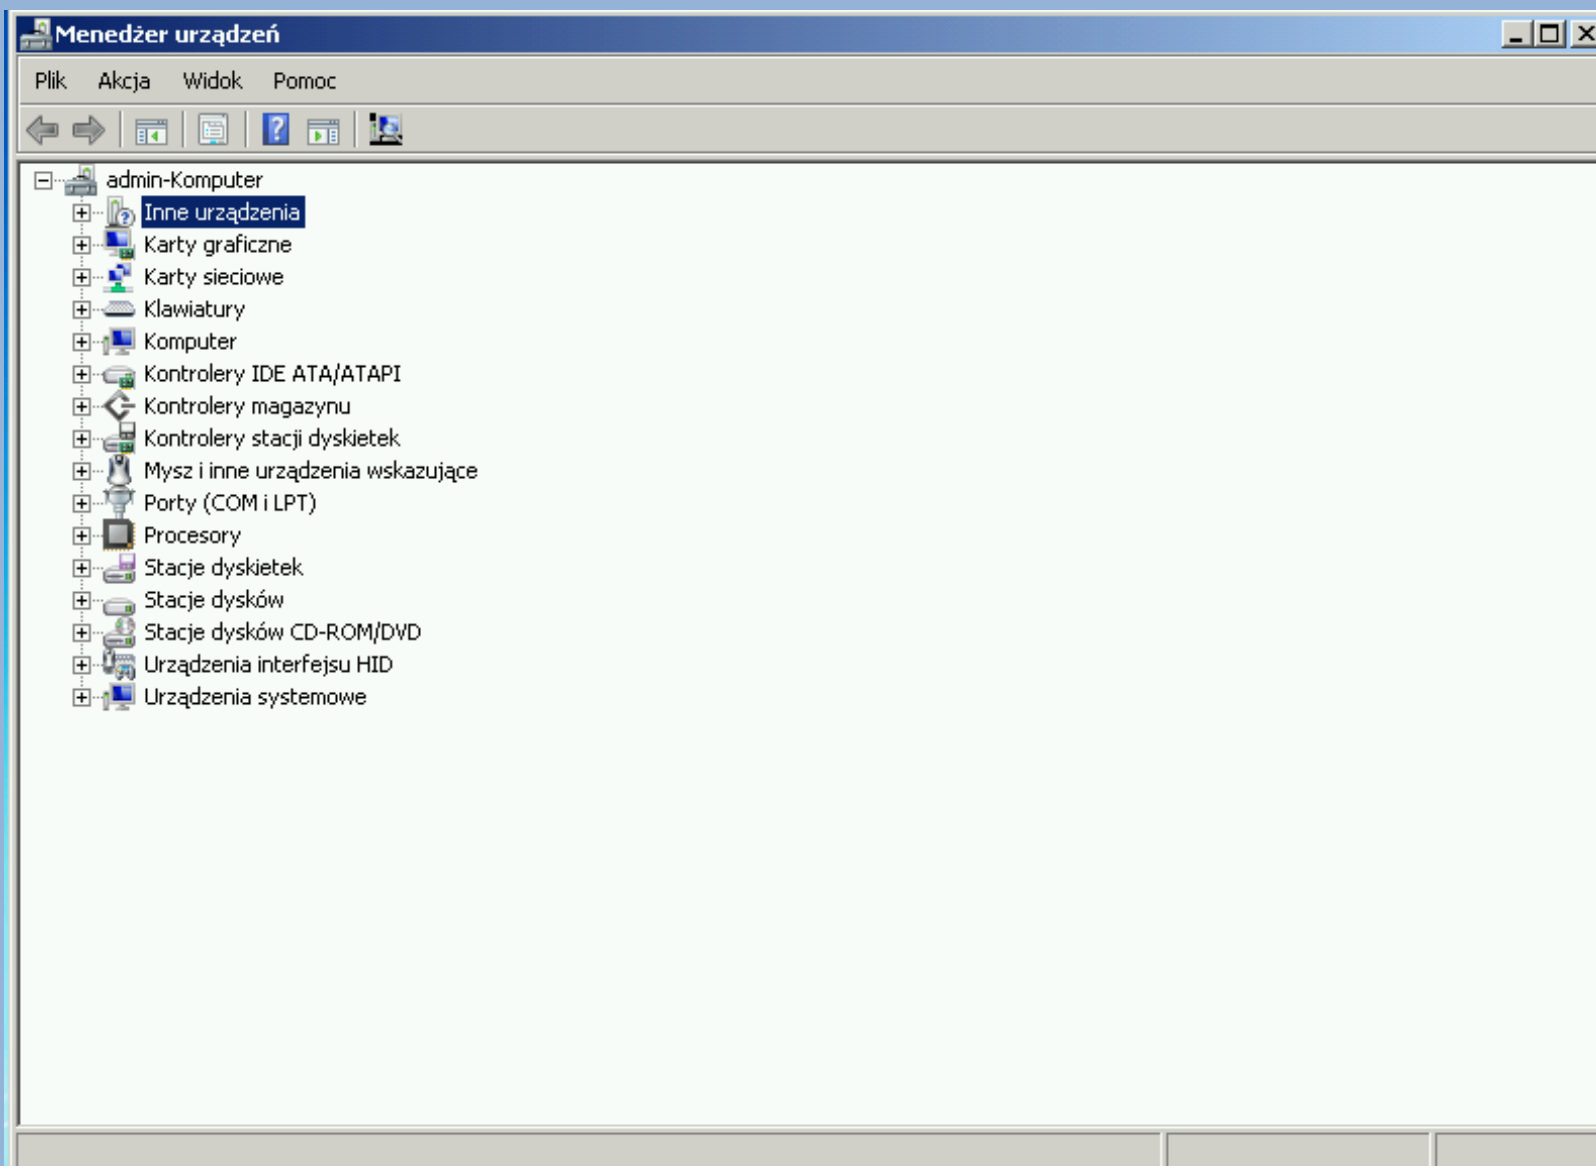 Menedżer urządzeń
Plik Akcja Widok Pomoc
admin-Komputer
Inne urządzenia
Karty graficzne
Karty sieciowe
Klawiatury
Komputer
Kontrolery IDE ATA/ATAPI
Kontrolery magazynu
Kontrolery stacji dyskietek
Mysz i inne urządzenia wskazujące
Porty (COM i LPT)
Procesory
Stacje dyskietek
Stacje dysków
Stacje dysków CD-ROM/DVD
Urządzenia interfejsu HID
Urządzenia systemowe